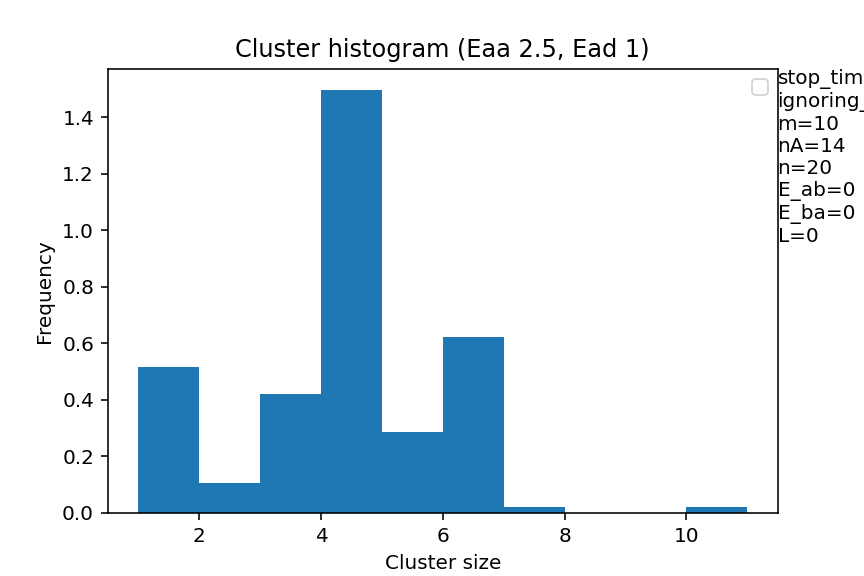 Cluster histogram (Eaa 2.5, Ead 1)
stop_tim
ignoring_
m=10
nA=14
n=20
E_ab=0
E_ba=0
L=0
Frequency
1.4
1.2
1.0
0.8
0.6
0.4
0.2
0.0
2 4 6 8 10
Cluster size